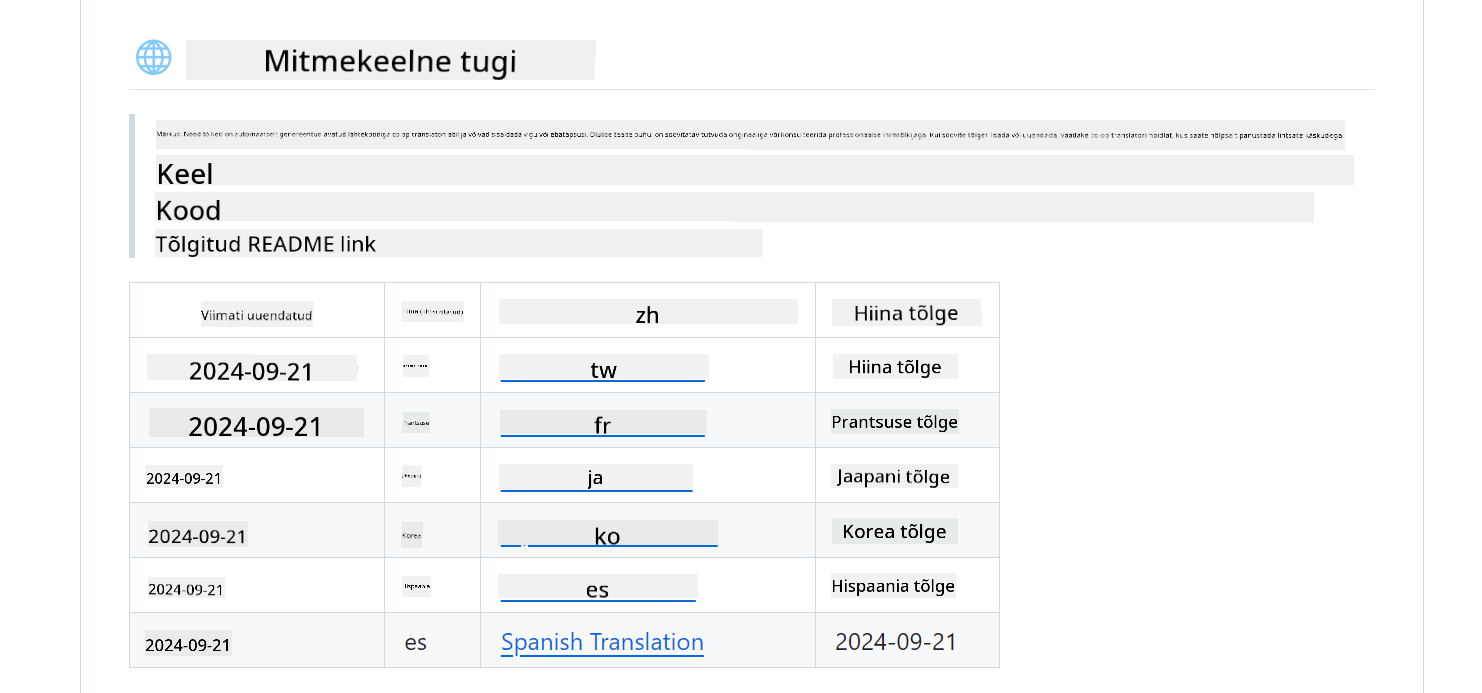 Mitmekeelne tugi
Märkus: Need tõlked on automaatselt genereeritud avatud lähtekoodiga co op translatori abil ja võivad sisaldada vigu või ebatäpsusi. Olulise teabe puhul on soovitatav tutvuda originaaliga või konsulteerida professionaalse inimtõlkijaga. Kui soovite tõlget lisada või uuendada, vaadake co op translatori hoidlat, kus saate hõlpsalt panustada lihtsate käskudega.
Keel
Kood
Tõlgitud README link
Viimati uuendatud Hiina (lihtsustatud) zh Hiina tõlge
2024-09-21 tw Hiina tõlge
2024-09-21 Prantsuse fr Prantsuse tõlge
2024-09-21 Jaapani ja Jaapani tõlge
2024-09-21 Korea ko Korea tõlge
2024-09-21 Hispaania es Hispaania tõlge
2024-09-21 es Spanish Translation 2024-09-21